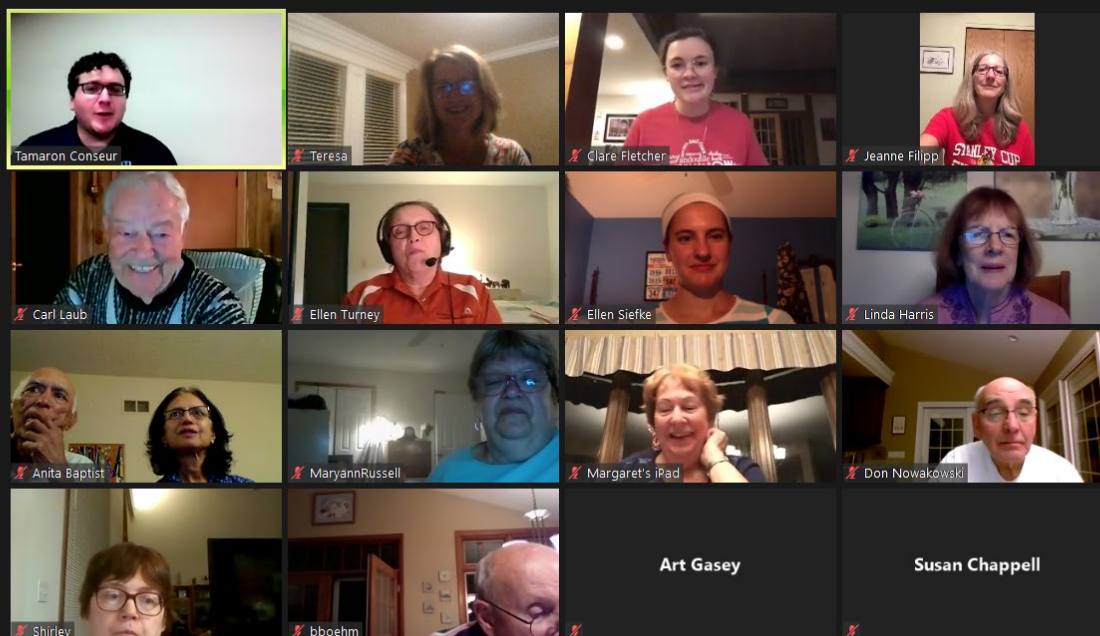 Tamaron Conseur
Teresa
Clare Fletcher
Jeanne Filipp
STANLEY CUP
Carl Laub
Ellen Turney
Ellen Siefke
Linda Harris
Anita Baptist
MaryannRussell
Margaret's iPad
Don Nowakowski
Shirley
bboehm
Art Gasey
Susan Chappell